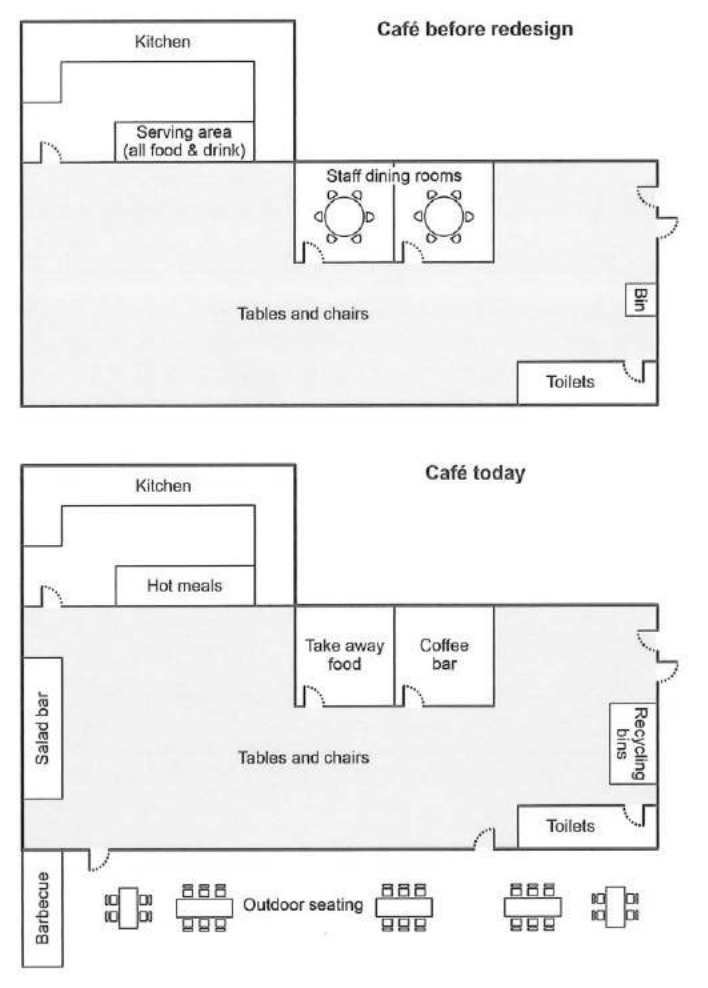 Café before redesign
Kitchen
Serving area
(all food & drink)
Staff dining rooms
Bin
Tables and chairs
Toilets
Café today
Kitchen
Hot meals
Take away
food
Coffee
bar
Salad bar
Recycling
bins
Tables and chairs
Toilets
Barbecue
Outdoor seating